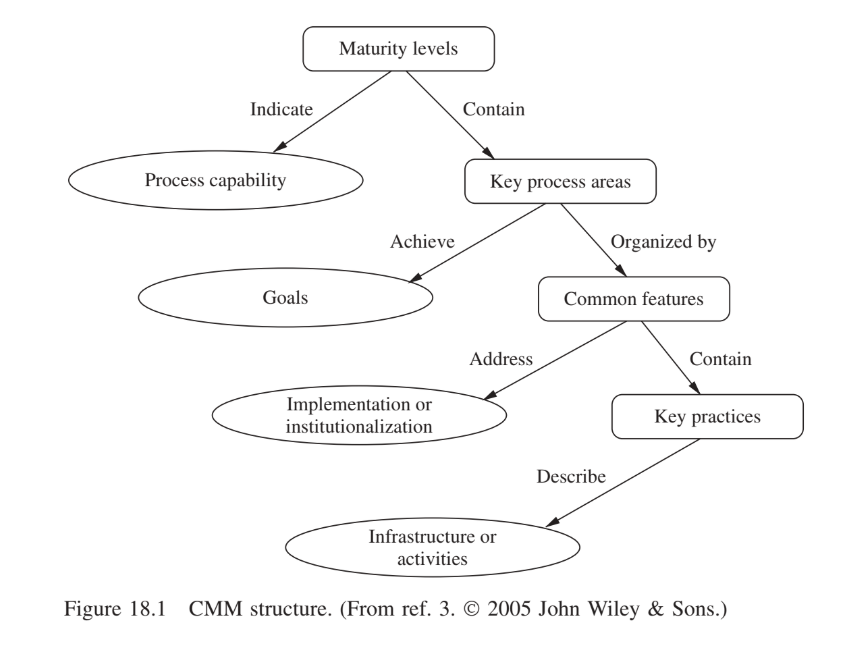 Maturity levels
Indicate
Contain
Process capability
Key process areas
Achieve
Organized by
Goals
Common features
Address
Contain
Implementation or
institutionalization
Key practices
Describe
Infrastructure or
activities
Figure 18.1 CMM structure. (From ref. 3. © 2005 John Wiley & Sons.)